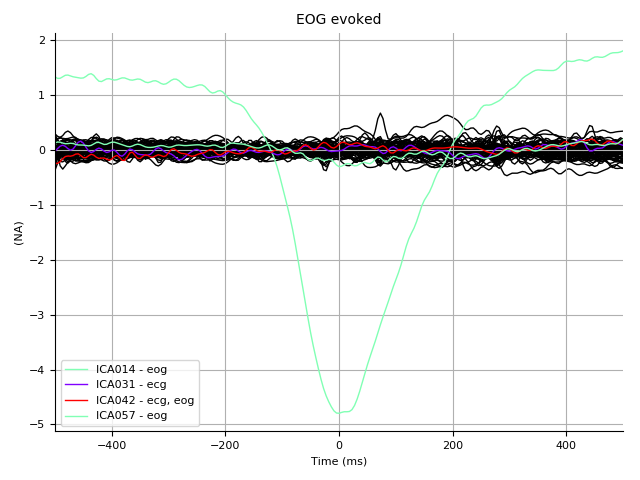 EOG evoked
2
1
0
−1
−2
−3
−4
−5
(NA)
ICA014 - eog
ICA031 - ecg
ICA042 - ecg, eog
ICA057 - eog
−400
−200
0
200
400
Time (ms)